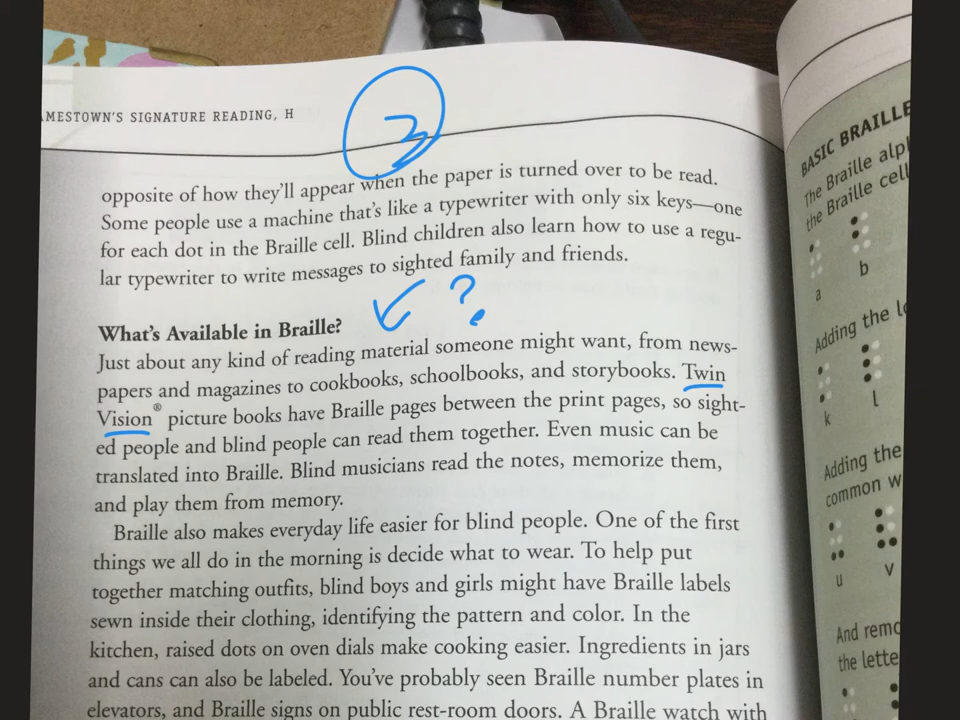 AMESTOWN'S SIGNATURE READING, H
3
opposite of how they'll appear when the paper is turned over to be read.
Some people use a machine that's like a typewriter with only six keys—one
for each dot in the Braille cell. Blind children also learn how to use a regu-
lar typewriter to write messages to sighted family and friends.
?
What's Available in Braille?
Just about any kind of reading material someone might want, from news-
papers and magazines to cookbooks, schoolbooks, and storybooks. Twin
Vision® picture books have Braille pages between the print pages, so sight-
ed people and blind people can read them together. Even music can be
translated into Braille. Blind musicians read the notes, memorize them,
and play them from memory.
Braille also makes everyday life easier for blind people. One of the first
things we all do in the morning is decide what to wear. To help put
together matching outfits, blind boys and girls might have Braille labels
sewn inside their clothing, identifying the pattern and color. In the
kitchen, raised dots on oven dials make cooking easier. Ingredients in jars
and cans can also be labeled. You've probably seen Braille number plates in
elevators, and Braille signs on public rest-room doors. A Braille watch with
BASIC BRAILLE
The Braille alp
the Braille cell
a b
Adding the lo
k l
Adding the
common w
u v
And remo
the lette